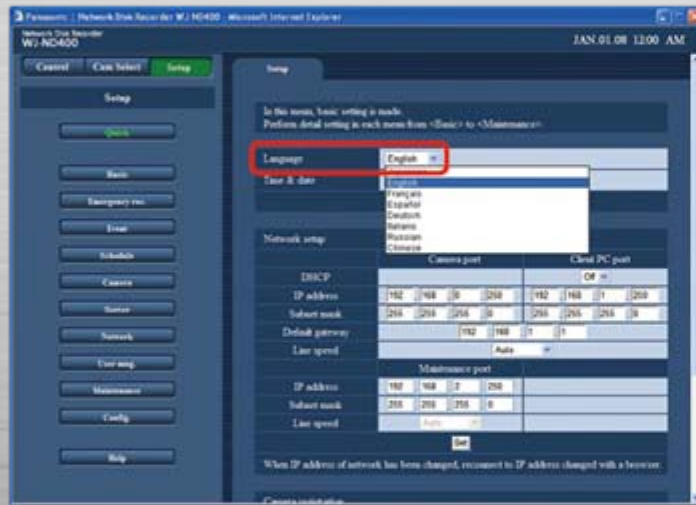 Panasonic | Network Disk Recorder WJ-ND400 - Microsoft Internet Explorer
Network Disk Recorder
WJ-ND400
JAN.01.08 12:00 AM
Control Cam Select Setup
Setup
Setup
In this menu, basic setting is made.
Perform detail setting in each menu from <Basic> to <Maintenance>.
Quick
Language English
Time & date
Basic
English
Français
Español
Deutsch
Italiano
Russian
Chinese
Emergency rec.
Event
Network setup
Schedule
Camera port Client PC port
Camera
DHCP Off
IP address 192 168 0 250 192 168 1 250
Server
Subnet mask 255 255 255 0 255 255 255 0
Network
Default gateway 192 168 1 1
Line speed Auto
User mng.
Maintenance port
Maintenance
IP address 192 168 2 250
Subnet mask 255 255 255 0
Config.
Line speed Auto
Set
Help
When IP address of network has been changed, reconnect to IP address changed with a browser.
Camera registration